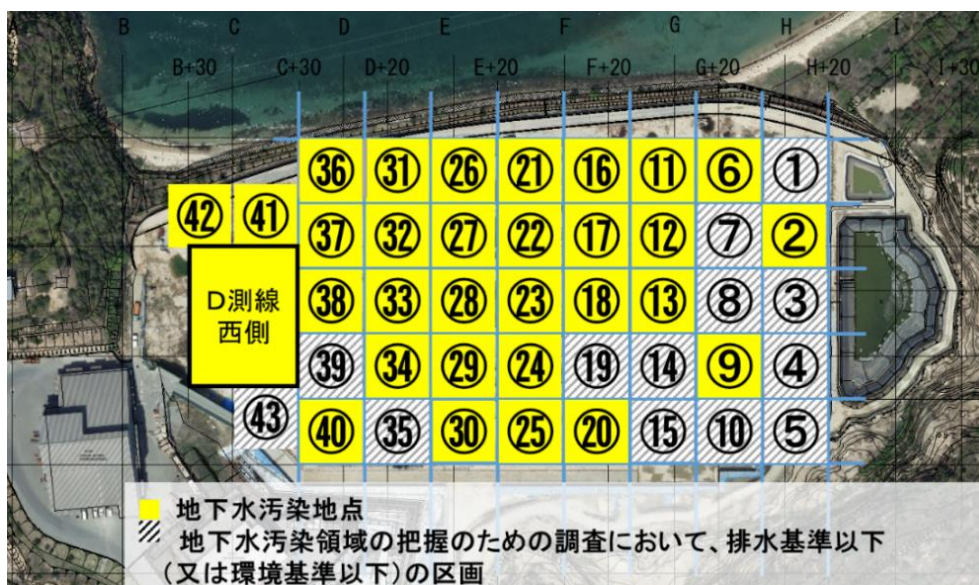 A B C D E F G H I
B+30 C+30 D+20 E+20 F+20 G+20 H+20 I+30
㊱ ㉛ ㉖ ㉑ ⑯ ⑪ ⑥ ①
㊷ ㊶ ㊲ ㉜ ㉗ ㉒ ⑰ ⑫ ⑦ ②
D測線
西側
㊳ ㉝ ㉘ ㉓ ⑱ ⑬ ⑧ ③
㊴ ㉞ ㉙ ㉔ ⑲ ⑭ ⑨ ④
㊸ ㊵ ㉟ ㉚ ㉕ ⑳ ⑮ ⑩ ⑤
地下水汚染地点
地下水汚染領域の把握のための調査において、排水基準以下
(又は環境基準以下)の区画